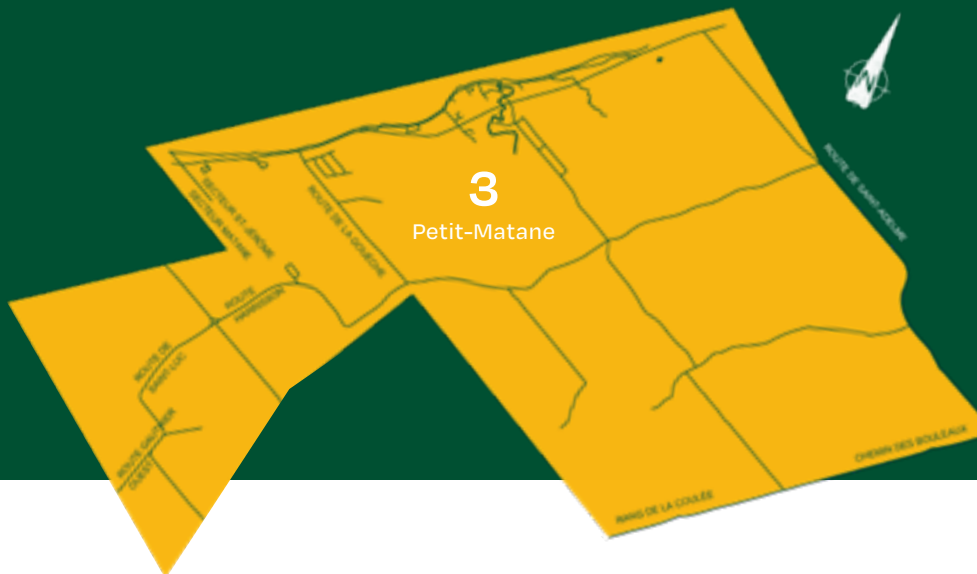 3
Petit-Matane
SECTEUR ST-JÉRÔME
SECTEUR MATANE
ROUTE DE LA GOUÈCHE
ROUTE
HARRISSON
ROUTE DE
SAINT-LUC
ROUTE GAUTHIER
OUEST
ROUTE DE SAINT-ADELME
CHEMIN DES BOULEAUX
RANG DE LA COULÉE